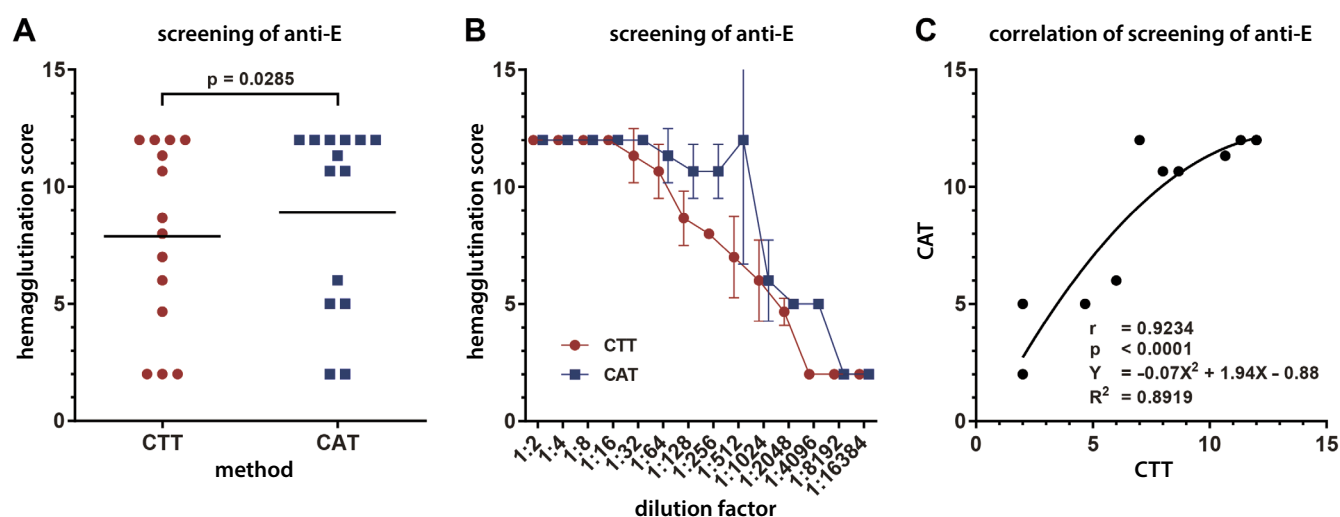 A
screening of anti-E
15
10
5
0
hemagglutination score
p = 0.0285
CTT
CAT
method
B
screening of anti-E
15
10
5
0
hemagglutination score
CTT
CAT
1:2
1:4
1:8
1:16
1:32
1:64
1:128
1:256
1:512
1:1024
1:2048
1:4096
1:8192
1:16384
dilution factor
C
correlation of screening of anti-E
15
10
5
0
CAT
r = 0.9234
p < 0.0001
Y = –0.07X² + 1.94X - 0.88
R² = 0.8919
0
5
10
15
CTT